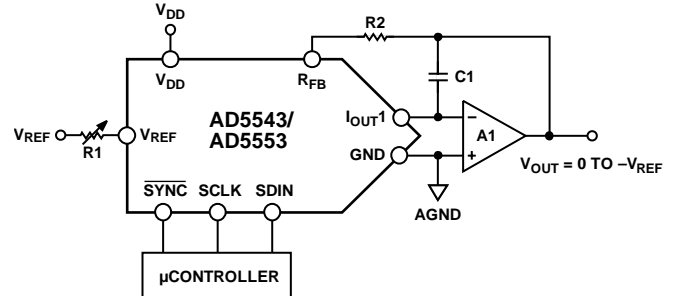 VDD
R2
VDD
RFB
C1
IOUT1
AD5543/
AD5553
VREF
R1
VREF
GND
A1
VOUT = 0 TO –VREF
SYNC SCLK SDIN
AGND
µCONTROLLER